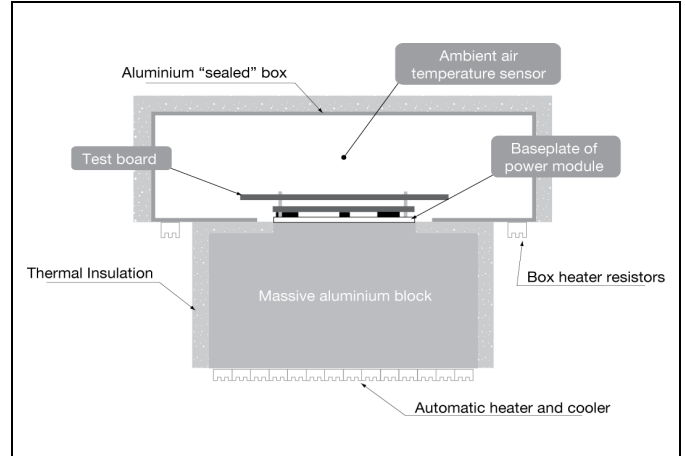 Ambient air
temperature sensor
Aluminium “sealed” box
Test board
Baseplate of
power module
Thermal Insulation
Box heater resistors
Massive aluminium block
Automatic heater and cooler